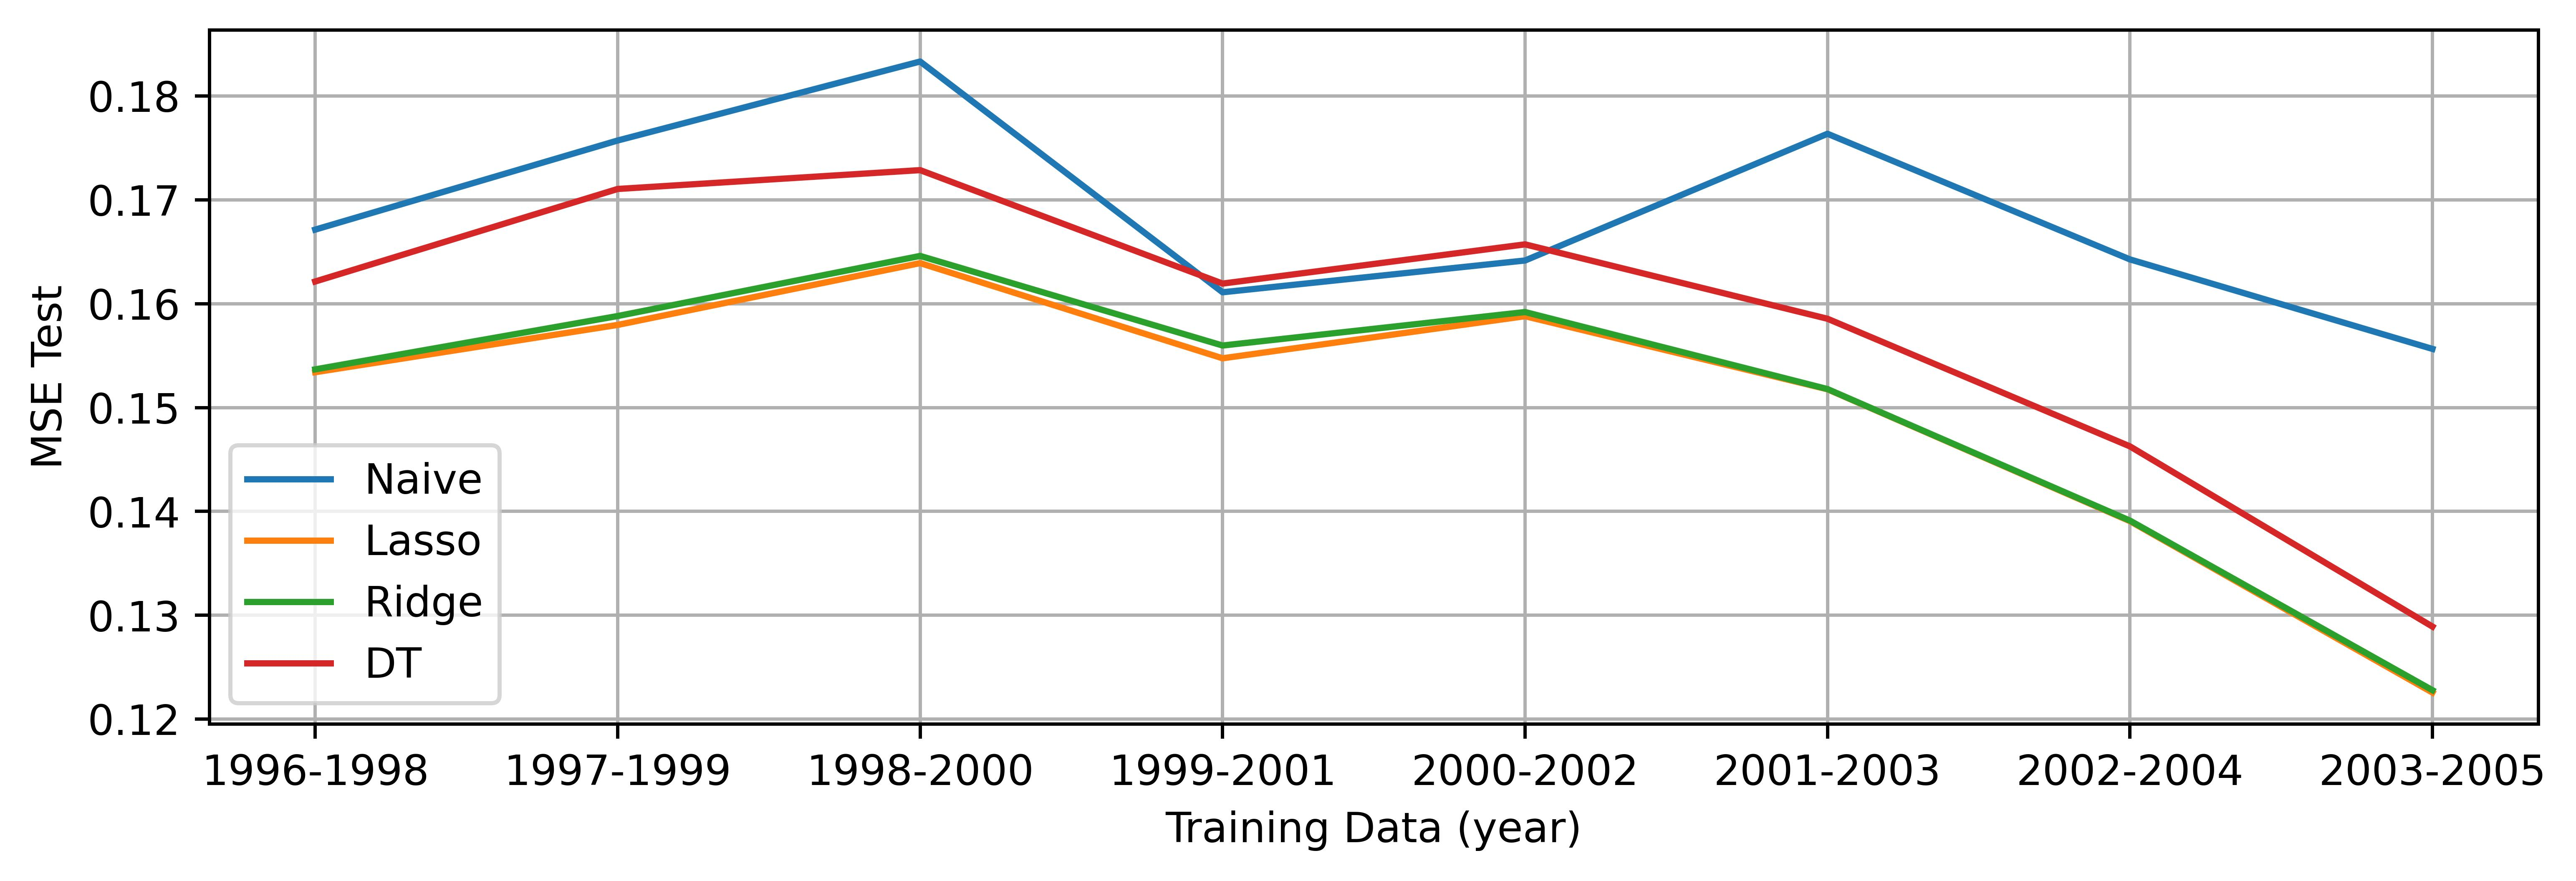 MSE Test
0.18
0.17
0.16
0.15
0.14
0.13
0.12
Naive
Lasso
Ridge
DT
1996-1998 1997-1999 1998-2000 1999-2001 2000-2002 2001-2003 2002-2004 2003-2005
Training Data (year)